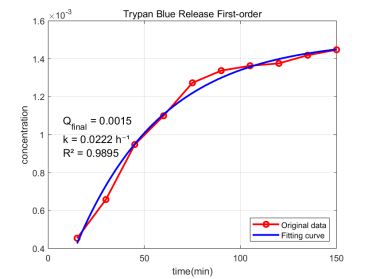 Trypan Blue Release First-order
×10⁻³
1.6
1.4
1.2
1
0.8
0.6
0.4
concentration
Q_final = 0.0015
k = 0.0222 h⁻¹
R² = 0.9895
Original data
Fitting curve
0 50 100 150
time(min)